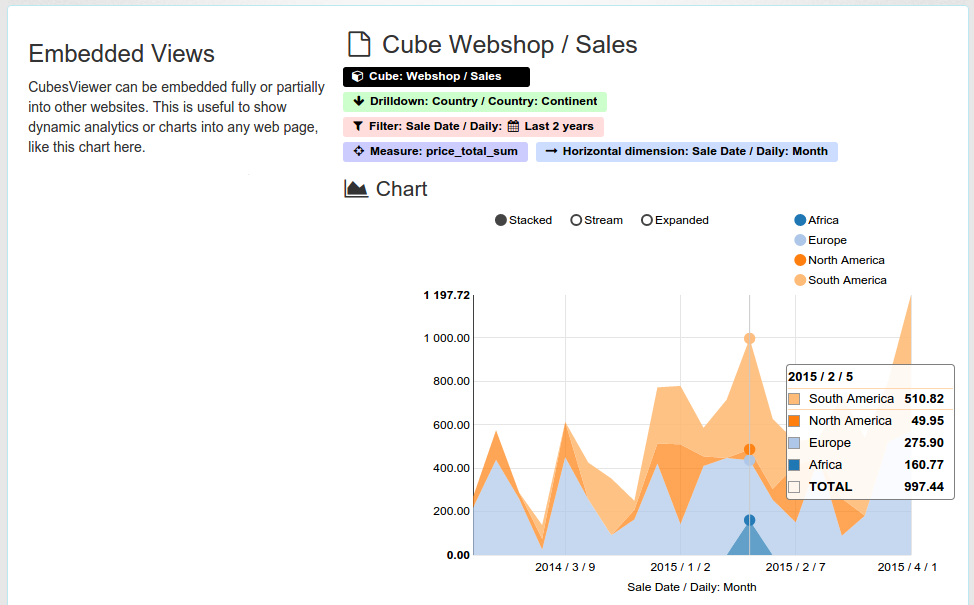 Embedded Views
CubesViewer can be embedded fully or partially
into other websites. This is useful to show
dynamic analytics or charts into any web page,
like this chart here.
Cube Webshop / Sales
Cube: Webshop / Sales
Drilldown: Country / Country: Continent
Filter: Sale Date / Daily: Last 2 years
Measure: price_total_sum
Horizontal dimension: Sale Date / Daily: Month
Chart
Stacked Stream Expanded
Africa
Europe
North America
South America
1 197.72
1 000.00
800.00
600.00
400.00
200.00
0.00
2015 / 2 / 5
South America 510.82
North America 49.95
Europe 275.90
Africa 160.77
TOTAL 997.44
2014 / 3 / 9 2015 / 1 / 2 2015 / 2 / 7 2015 / 4 / 1
Sale Date / Daily: Month